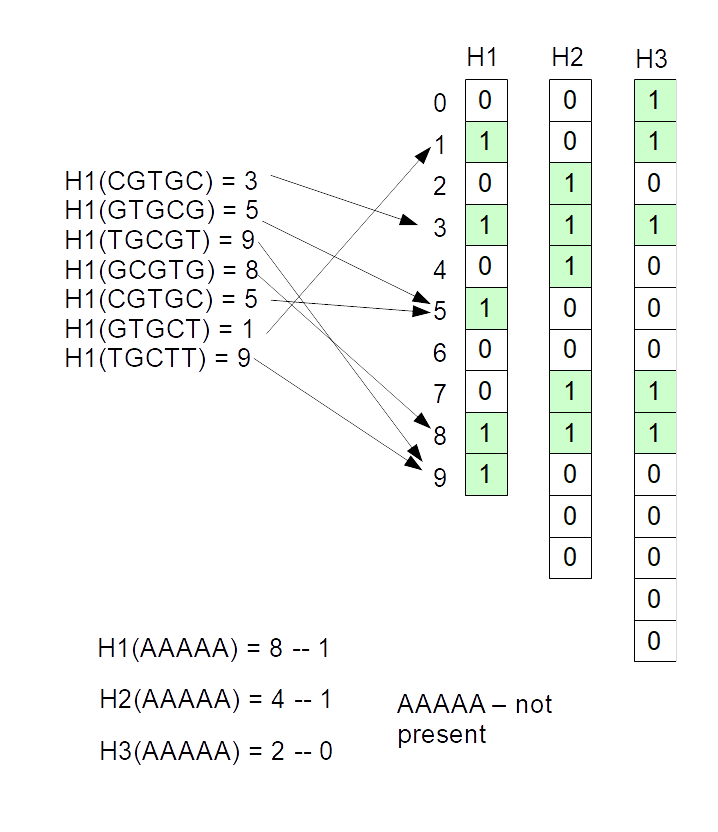 H1 H2 H3
0 0 0 1
1 1 0 1
2 0 1 0
3 1 1 1
4 0 1 0
5 1 0 0
6 0 0 0
7 0 1 1
8 1 1 1
9 1 0 0
0 0
0 0
0
0
H1(CGTGC) = 3
H1(GTGCG) = 5
H1(TGCGT) = 9
H1(GCGTG) = 8
H1(CGTGC) = 5
H1(GTGCT) = 1
H1(TGCTT) = 9
H1(AAAAA) = 8 -- 1
H2(AAAAA) = 4 -- 1
H3(AAAAA) = 2 -- 0
AAAAA – not
present